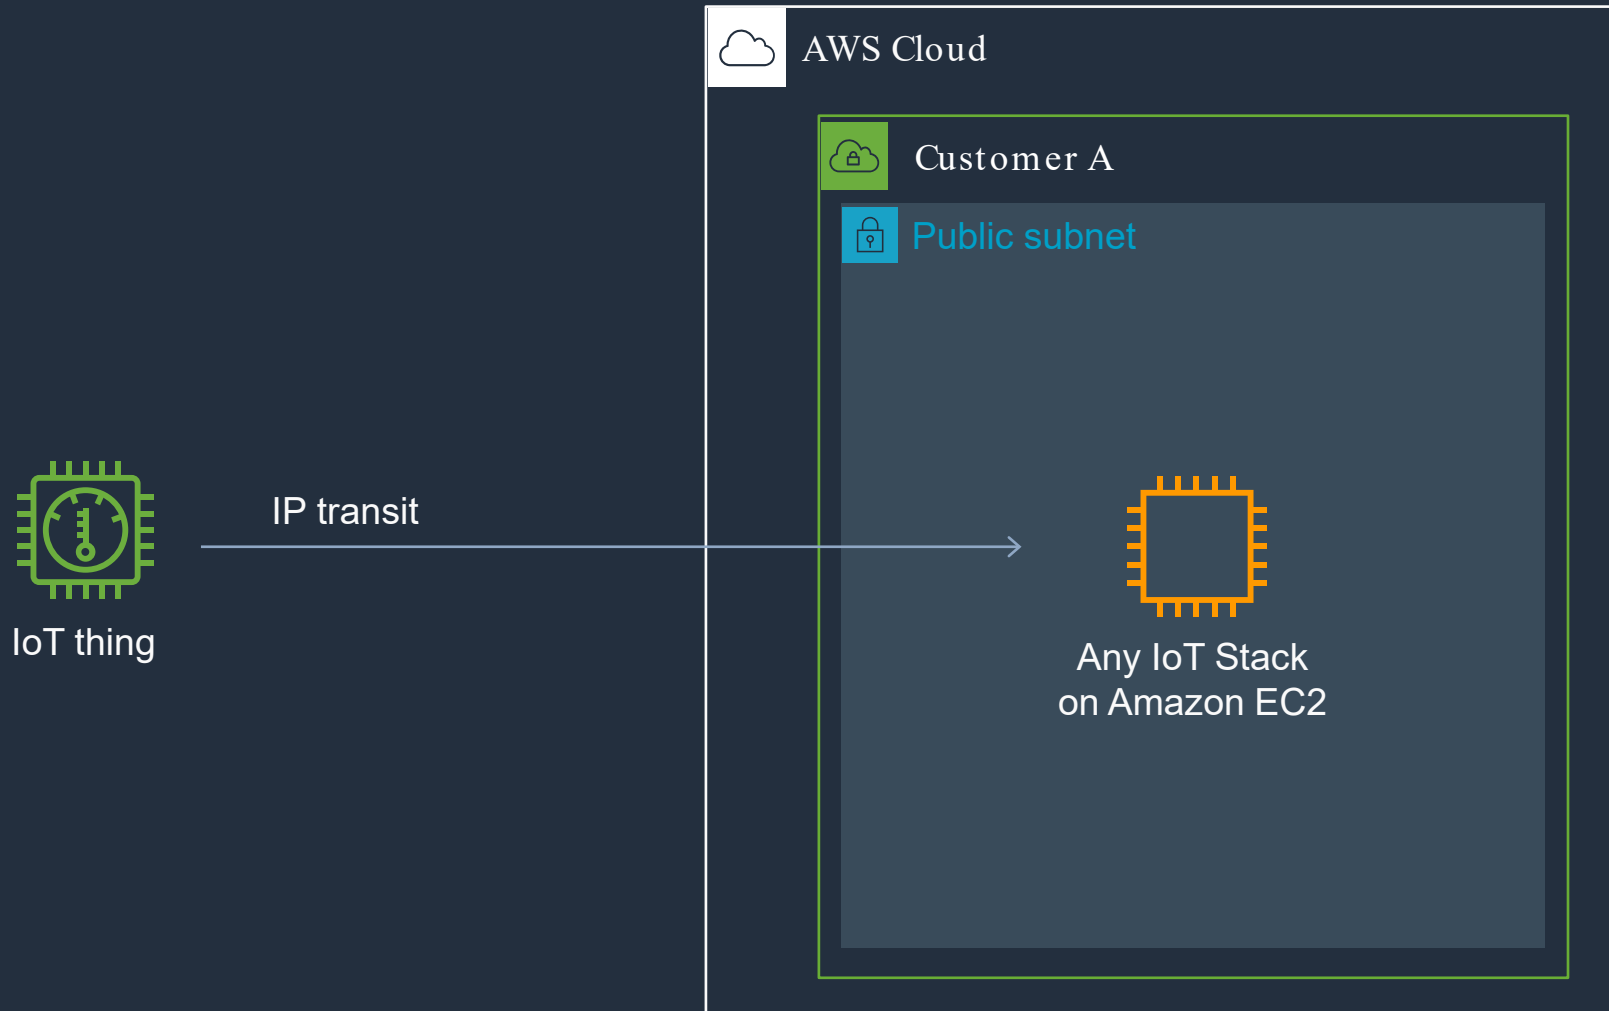 AWS Cloud
Customer A
Public subnet
IP transit
IoT thing
Any IoT Stack
on Amazon EC2